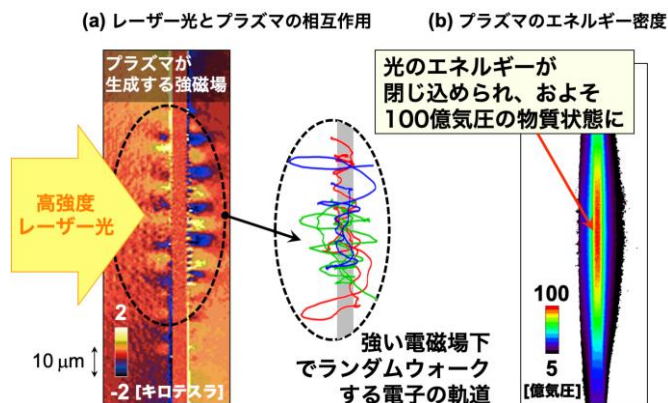 (a) レーザー光とプラズマの相互作用
(b) プラズマのエネルギー密度
プラズマが
生成する強磁場
光のエネルギーが
閉じ込められ、およそ
100億気圧の物質状態に
高強度
レーザー光
2
-2 [キロテスラ]
10 μm
強い電磁場下
でランダムウォーク
する電子の軌道
100
5
[億気圧]